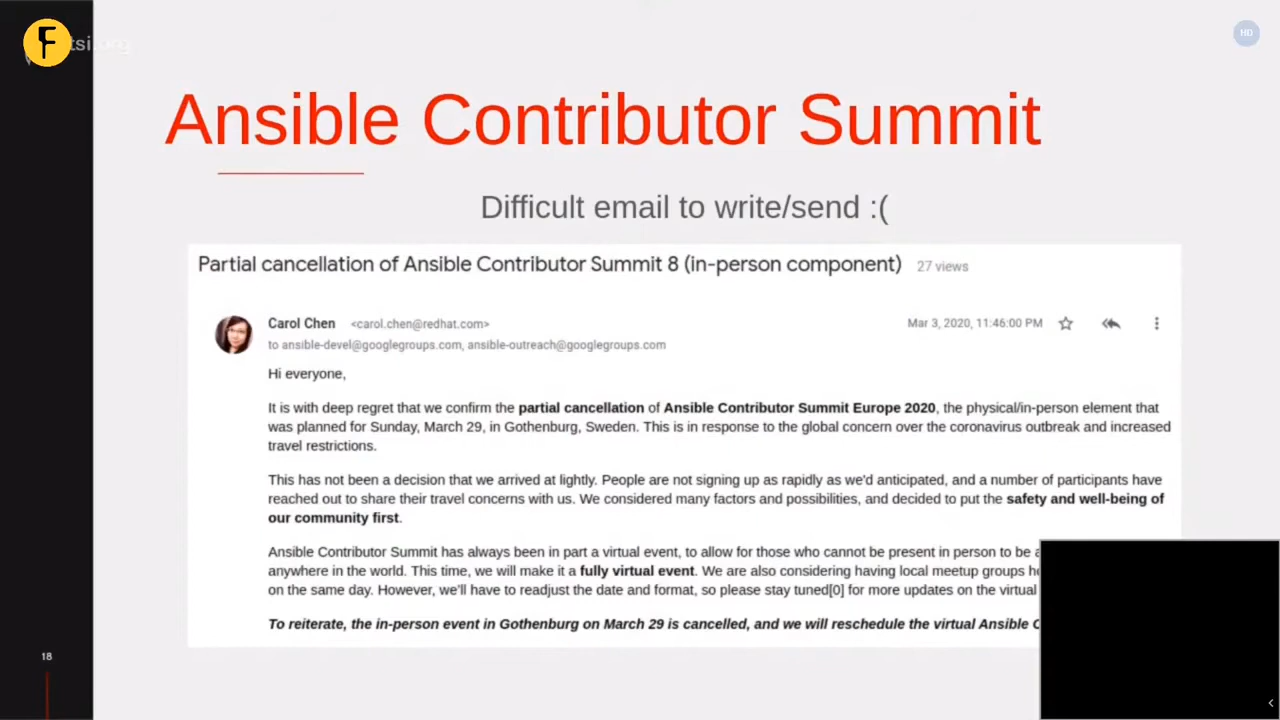 F
HD
Ansible Contributor Summit
Difficult email to write/send :(
Partial cancellation of Ansible Contributor Summit 8 (in-person component) 27 views
Carol Chen <carol.chen@redhat.com> Mar 3, 2020, 11:46:00 PM
to ansible-devel@googlegroups.com, ansible-outreach@googlegroups.com
Hi everyone,
It is with deep regret that we confirm the partial cancellation of Ansible Contributor Summit Europe 2020, the physical/in-person element that
was planned for Sunday, March 29, in Gothenburg, Sweden. This is in response to the global concern over the coronavirus outbreak and increased
travel restrictions.
This has not been a decision that we arrived at lightly. People are not signing up as rapidly as we'd anticipated, and a number of participants have
reached out to share their travel concerns with us. We considered many factors and possibilities, and decided to put the safety and well-being of
our community first.
Ansible Contributor Summit has always been in part a virtual event, to allow for those who cannot be present in person to be
anywhere in the world. This time, we will make it a fully virtual event. We are also considering having local meetup groups
on the same day. However, we'll have to readjust the date and format, so please stay tuned[0] for more updates on the virtual
To reiterate, the in-person event in Gothenburg on March 29 is cancelled, and we will reschedule the virtual Ansible
18